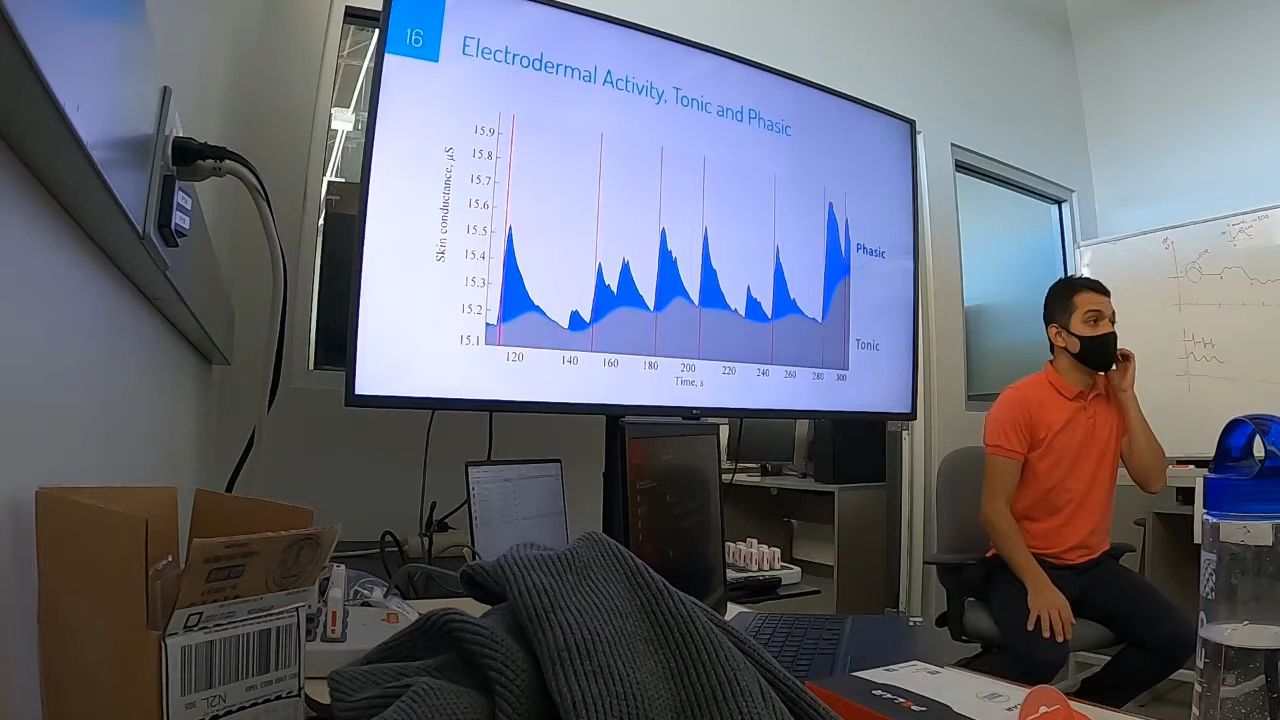 16
Electrodermal Activity, Tonic and Phasic
Skin conductance, µS
15.9
15.8
15.7
15.6
15.5
15.4
15.3
15.2
15.1
Phasic
Tonic
120 140 160 180 200 220 240 260 280 300
Time, s
N2L
POLAR